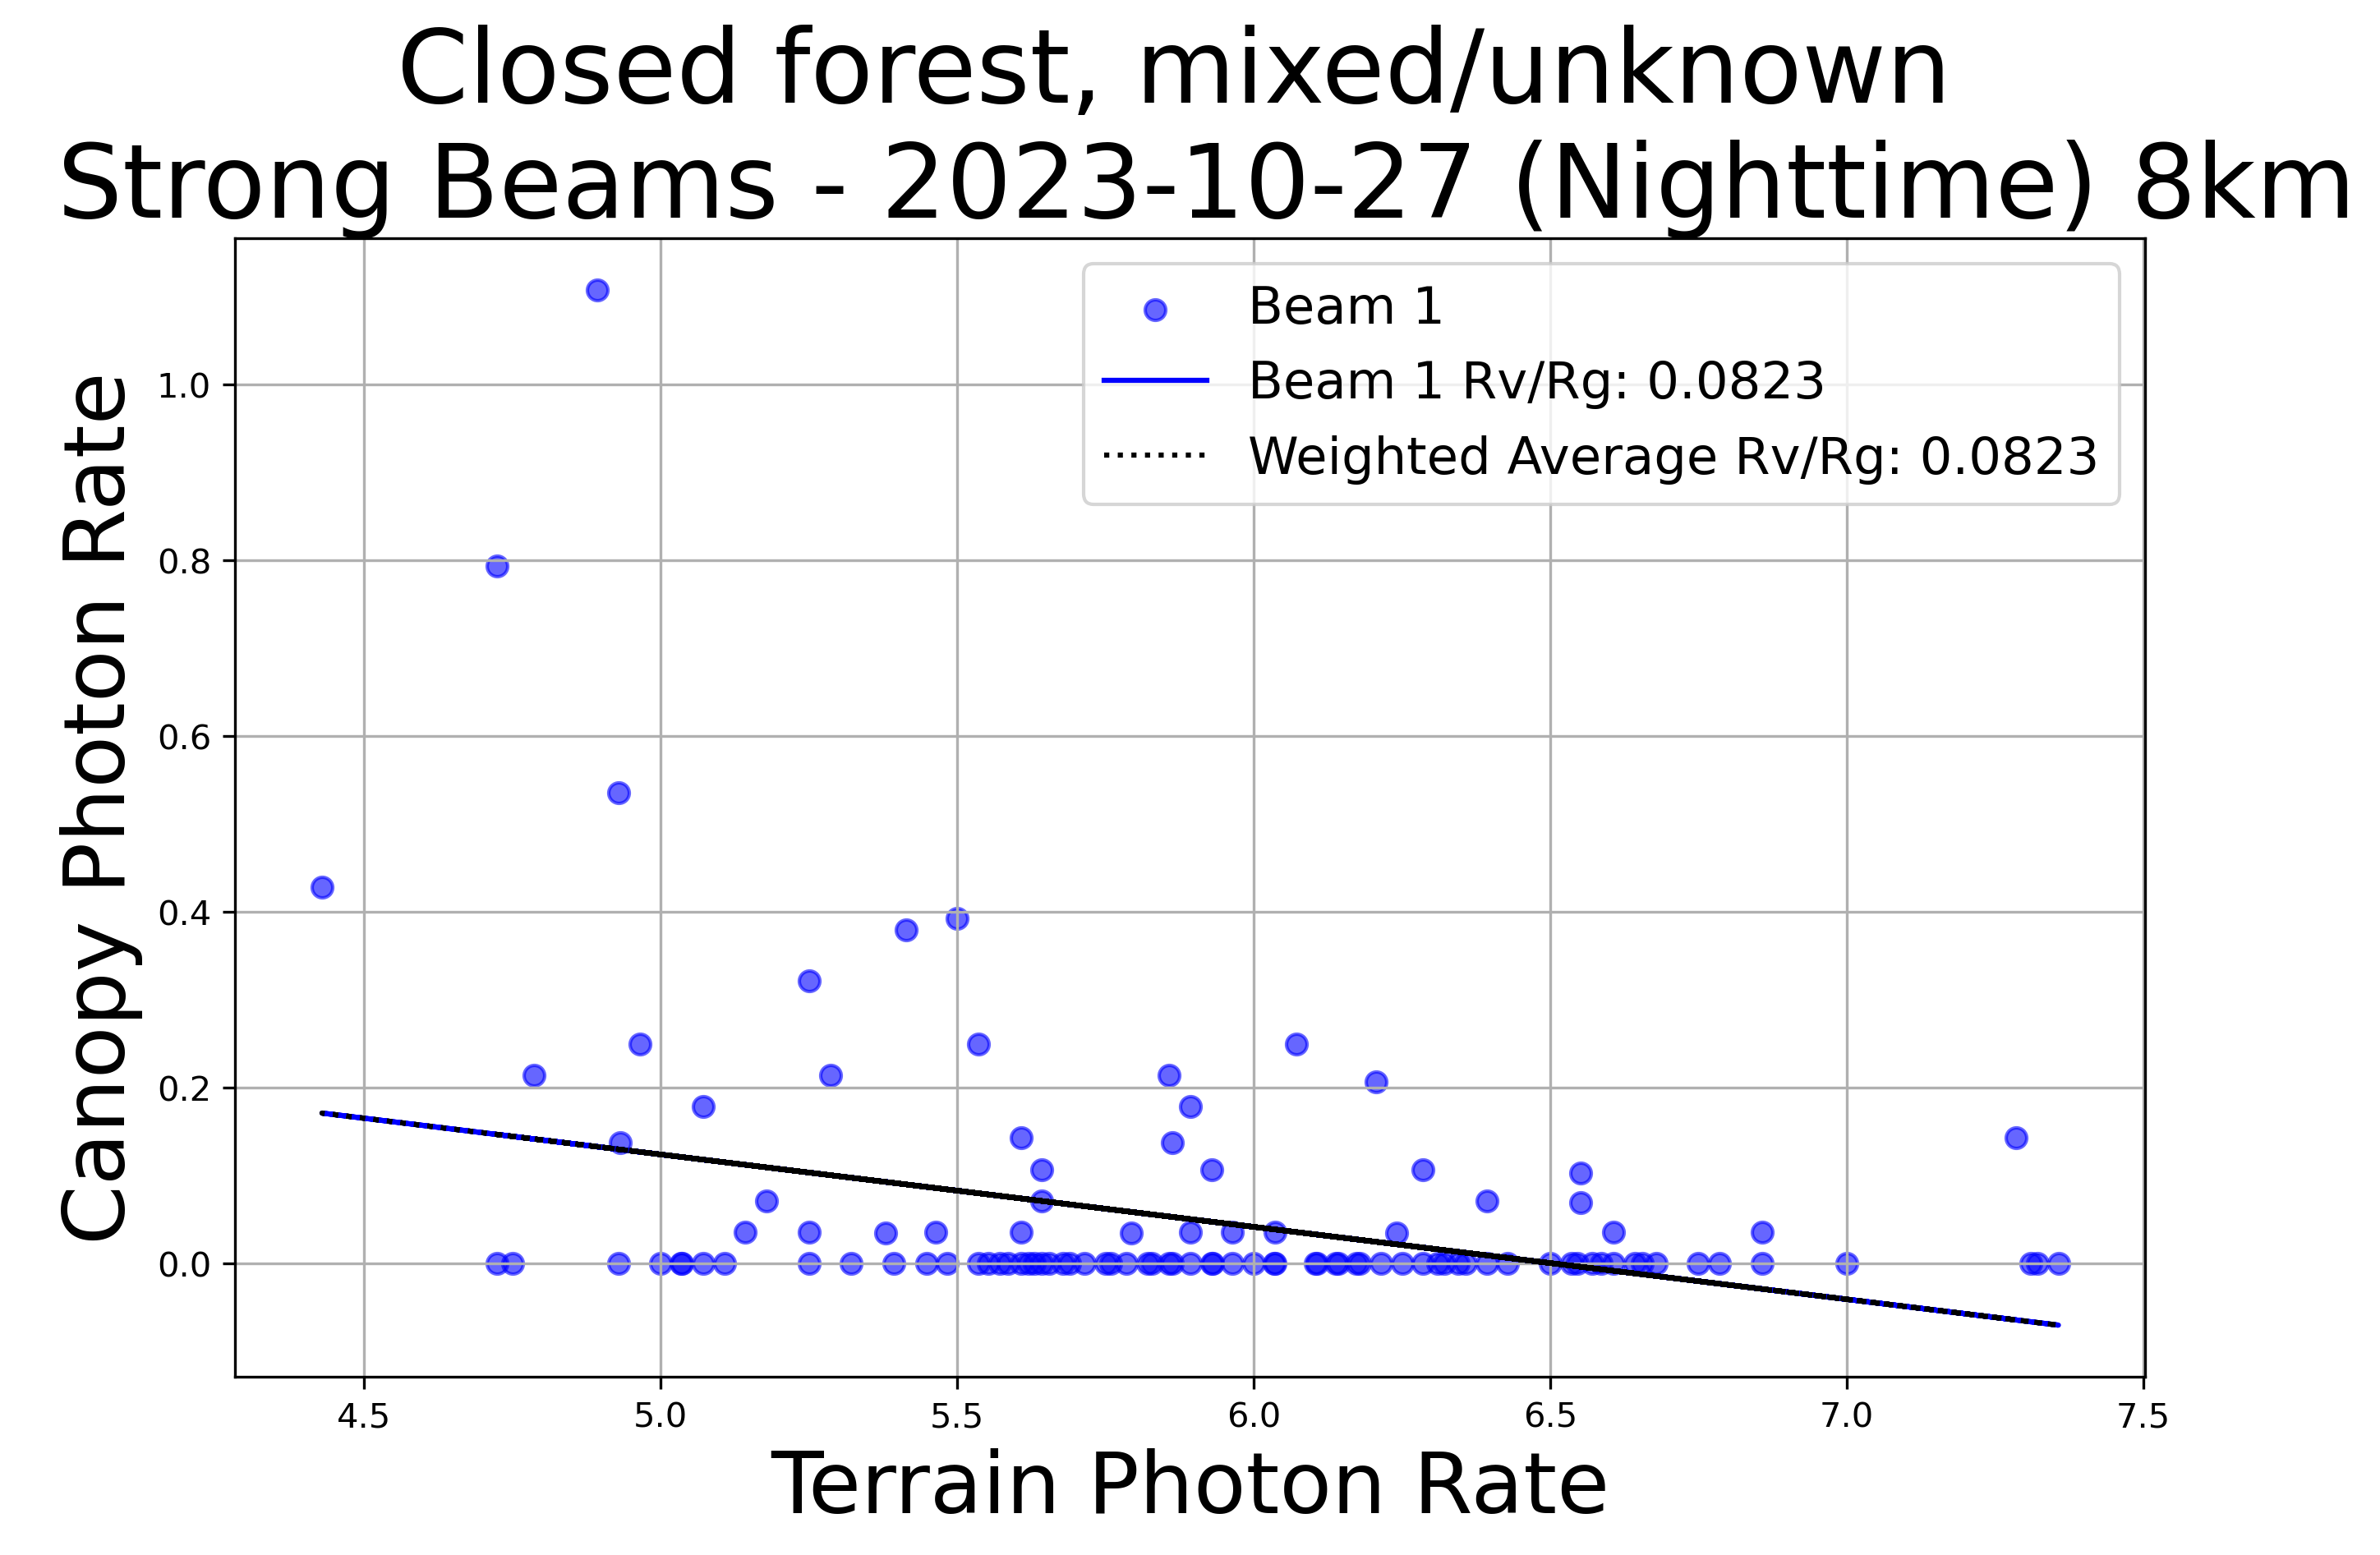 Closed forest, mixed/unknown
Strong Beams - 2023-10-27 (Nighttime) 8km
Beam 1
Beam 1 Rv/Rg: 0.0823
Weighted Average Rv/Rg: 0.0823
Canopy Photon Rate
1.0
0.8
0.6
0.4
0.2
0.0
4.5 5.0 5.5 6.0 6.5 7.0 7.5
Terrain Photon Rate